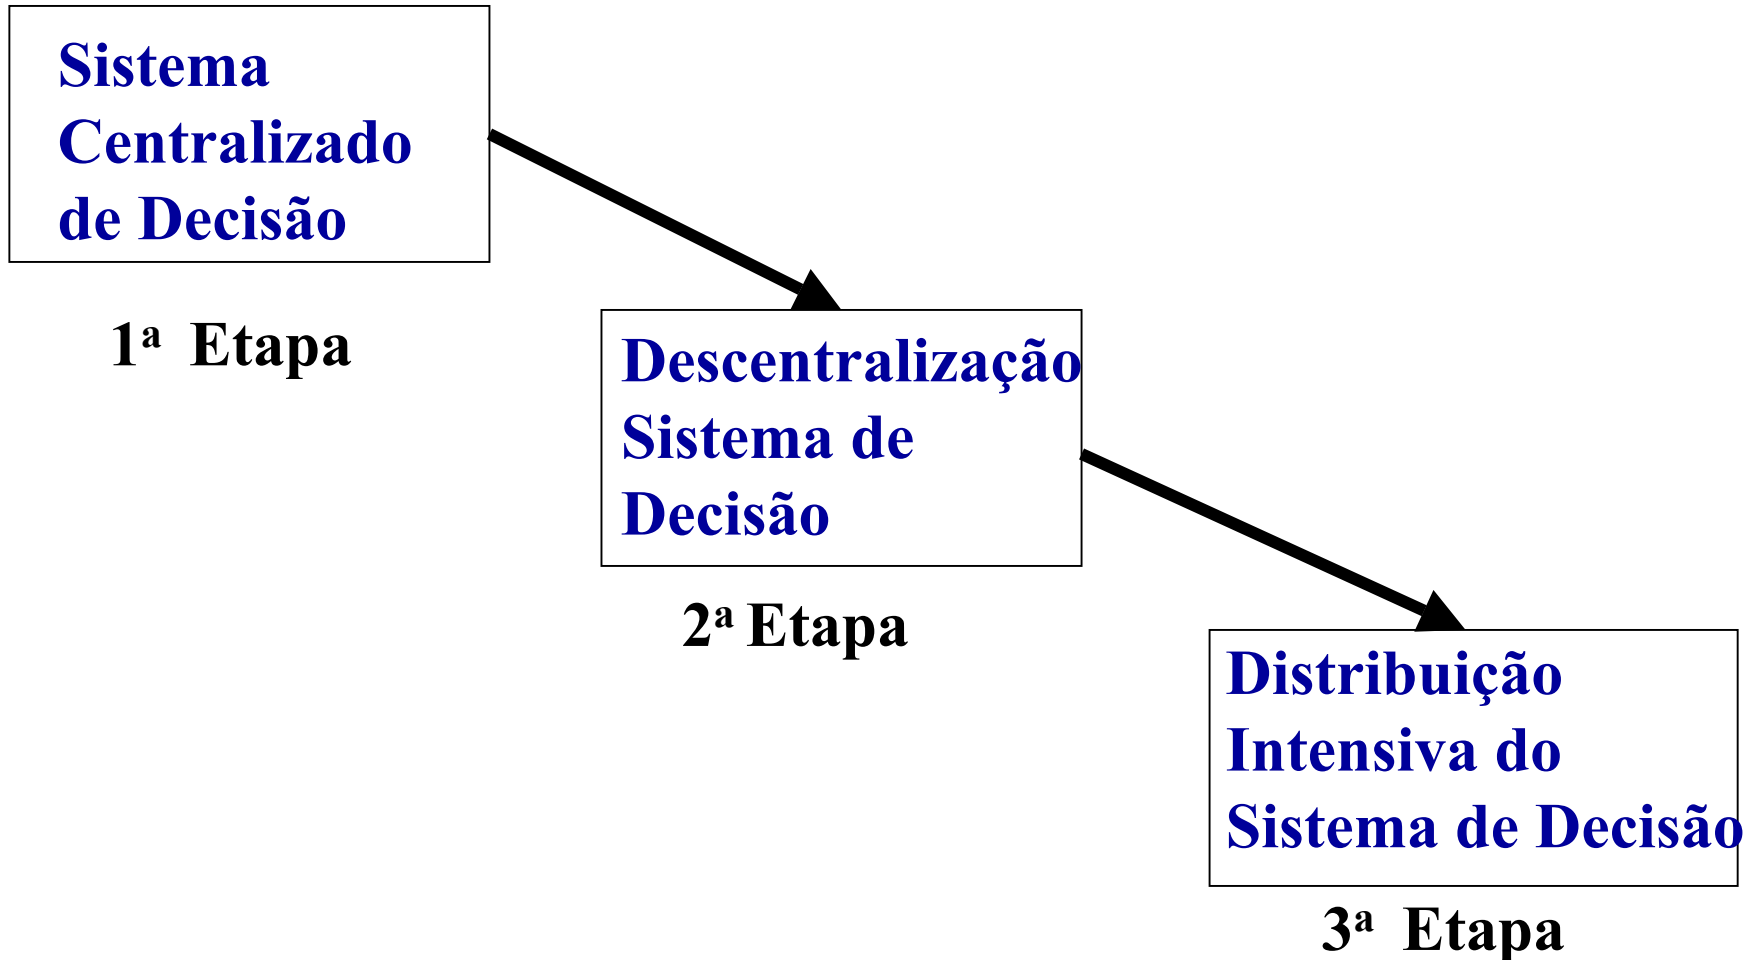 Sistema
Centralizado
de Decisão
1ª Etapa
Descentralização
Sistema de
Decisão
2ª Etapa
Distribuição
Intensiva do
Sistema de Decisão
3ª Etapa